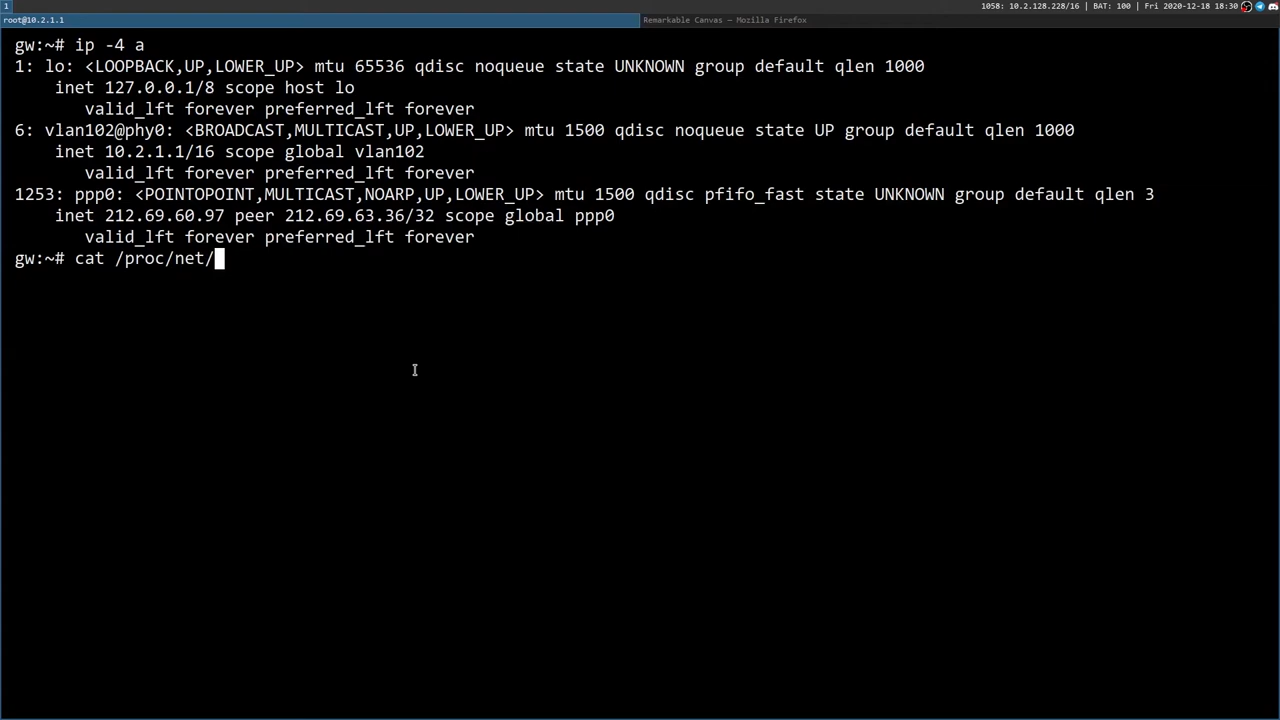 1
1058: 10.2.128.228/16 | BAT: 100 | Fri 2020-12-18 18:30
root@10.2.1.1
Remarkable Canvas — Mozilla Firefox
gw:~# ip -4 a
1: lo: <LOOPBACK,UP,LOWER_UP> mtu 65536 qdisc noqueue state UNKNOWN group default qlen 1000
    inet 127.0.0.1/8 scope host lo
       valid_lft forever preferred_lft forever
6: vlan102@phy0: <BROADCAST,MULTICAST,UP,LOWER_UP> mtu 1500 qdisc noqueue state UP group default qlen 1000
    inet 10.2.1.1/16 scope global vlan102
       valid_lft forever preferred_lft forever
1253: ppp0: <POINTOPOINT,MULTICAST,NOARP,UP,LOWER_UP> mtu 1500 qdisc pfifo_fast state UNKNOWN group default qlen 3
    inet 212.69.60.97 peer 212.69.63.36/32 scope global ppp0
       valid_lft forever preferred_lft forever
gw:~# cat /proc/net/